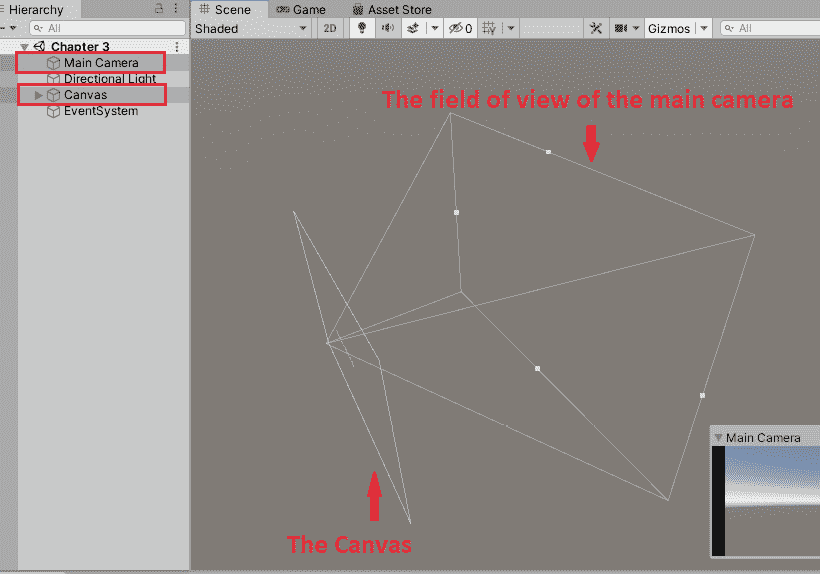 Hierarchy
Scene
Game
Asset Store
All
Shaded
2D
0
Gizmos
All
Chapter 3
Main Camera
Directional Light
Canvas
EventSystem
The field of view of the main camera
Main Camera
The Canvas